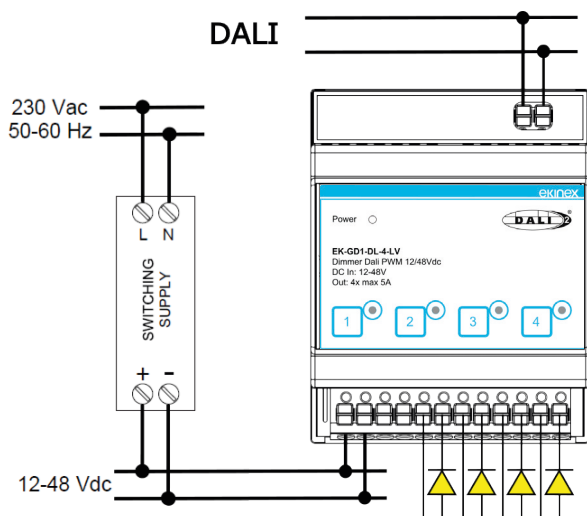 DALI
230 Vac
50-60 Hz
L N
SWITCHING
SUPPLY
+ -
12-48 Vdc
ekinex
Power
DALI 2
EK-GD1-DL-4-LV
Dimmer Dali PWM 12/48Vdc
DC In: 12-48V
Out: 4x max 5A
1 2 3 4